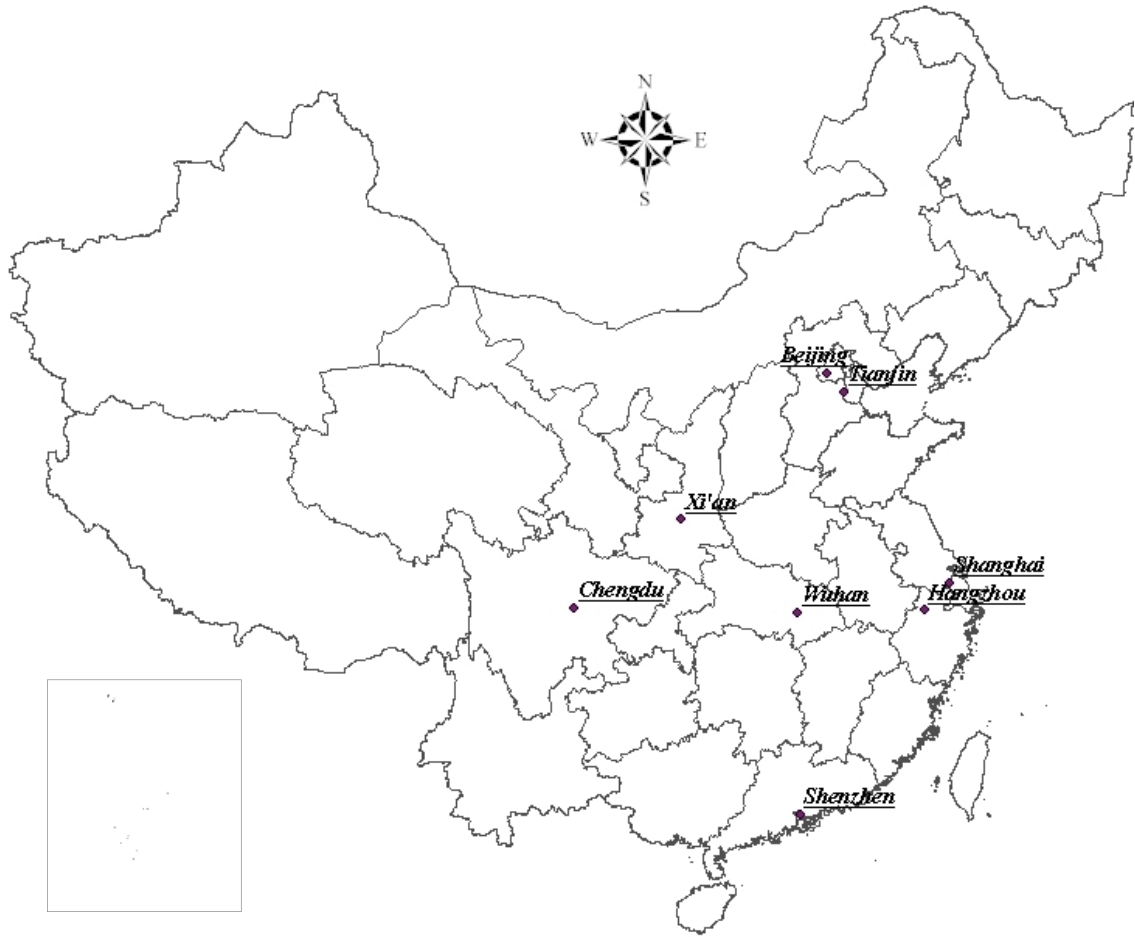 N
W E
S
Beijing
Tianjin
Xi'an
Shanghai
Chengdu
Wuhan
Hangzhou
Shenzhen